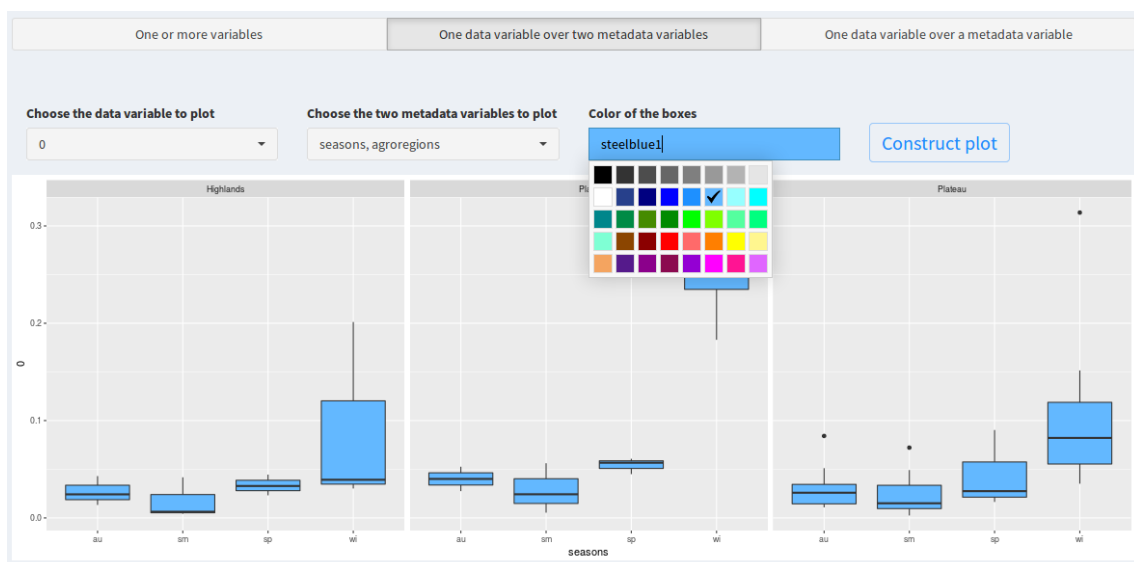 One or more variables
One data variable over two metadata variables
One data variable over a metadata variable
Choose the data variable to plot
Choose the two metadata variables to plot
Color of the boxes
0
seasons, agroregions
steelblue1
Construct plot
Highlands
Plateau
0.3
0.2
0
0.1
0.0
au
sm
sp
wi
au
sm
sp
wi
au
sm
sp
wi
seasons